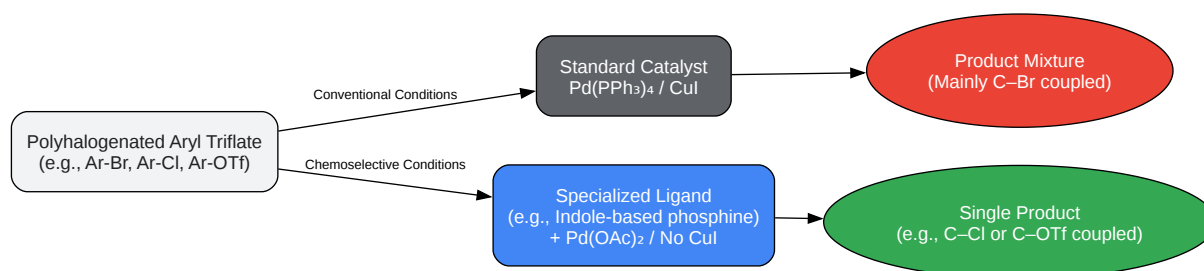 Polyhalogenated Aryl Triflate
(e.g., Ar-Br, Ar-Cl, Ar-OTf)
Conventional Conditions
Standard Catalyst
Pd(PPh₃)₄ / CuI
Product Mixture
(Mainly C–Br coupled)
Chemoselective Conditions
Specialized Ligand
(e.g., Indole-based phosphine)
+ Pd(OAc)₂ / No CuI
Single Product
(e.g., C–Cl or C–OTf coupled)